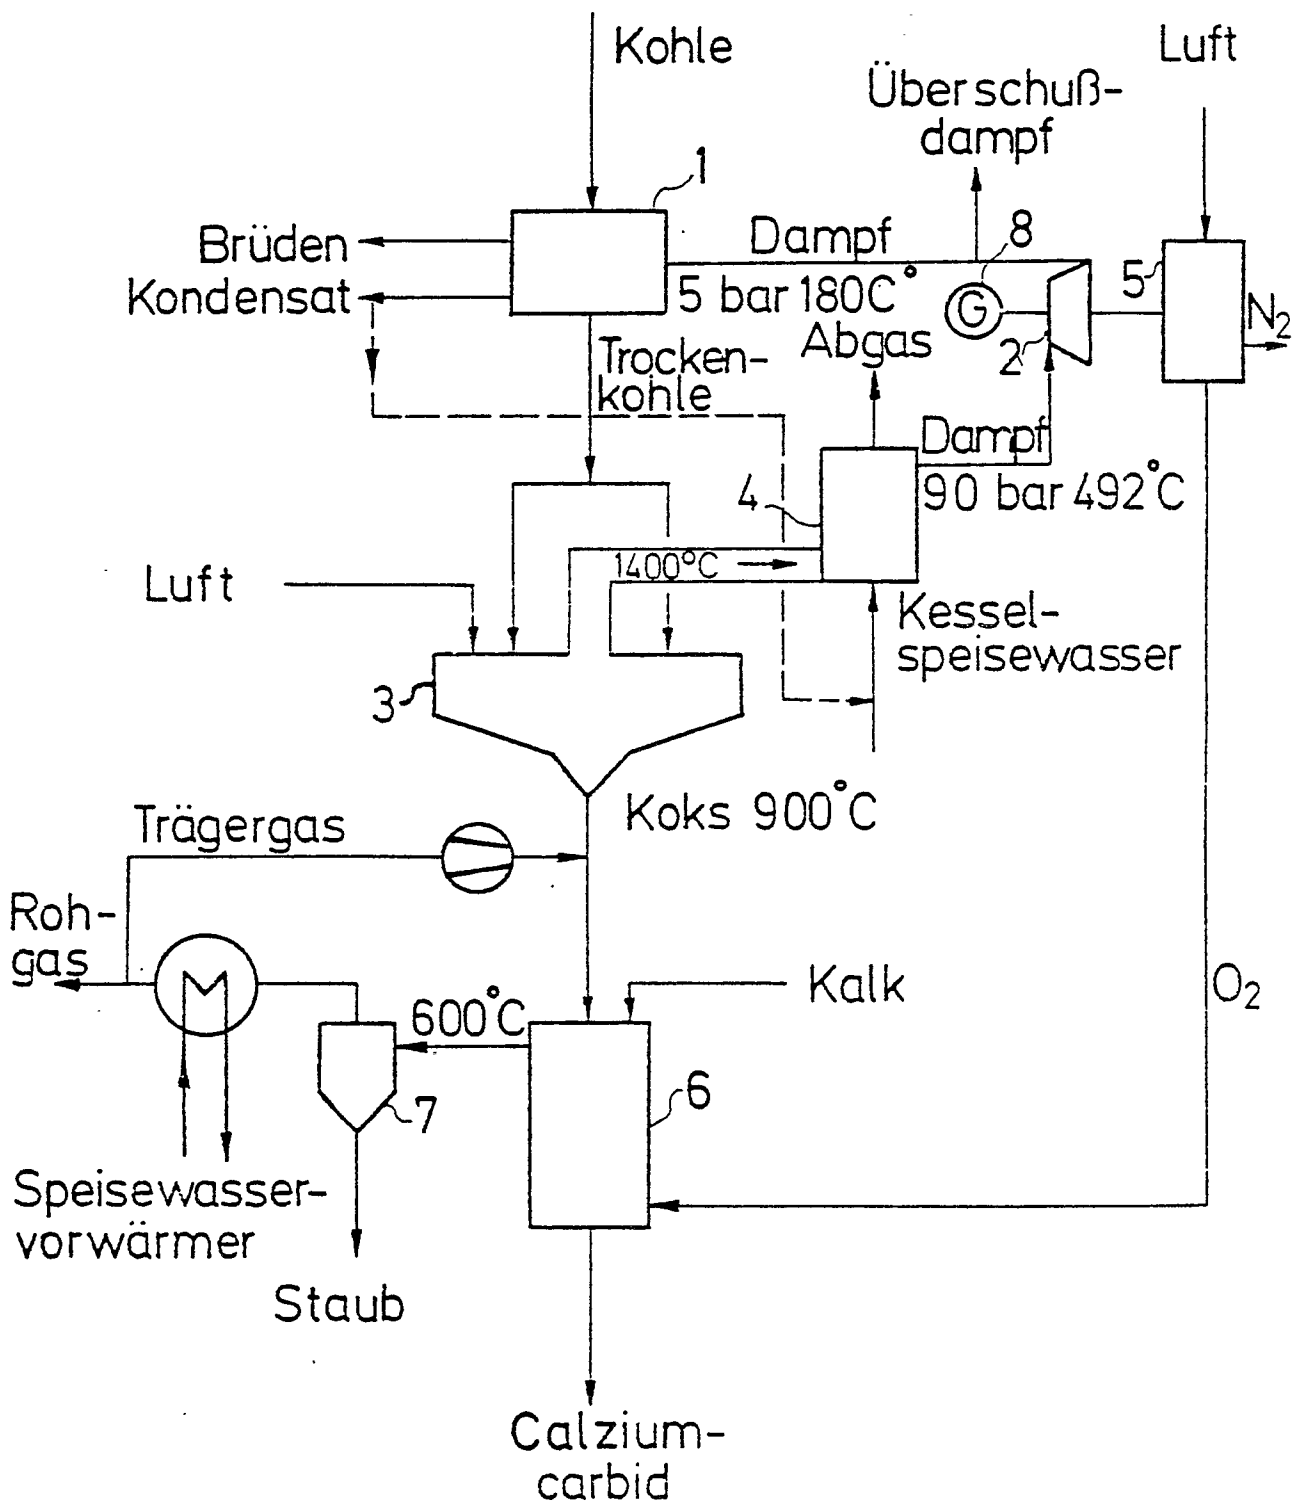 Kohle
Luft
Überschuß-
dampf
1
Brüden
Kondensat
Dampf
5 bar 180C°
8
G
5
N2
2
Abgas
Trocken-
kohle
Dampf
90 bar 492°C
4
1400°C
Luft
Kessel-
speisewasser
3
Koks 900°C
Trägergas
Roh-
gas
Kalk
O2
600°C
6
7
Speisewasser-
vorwärmer
Staub
Calzium-
carbid